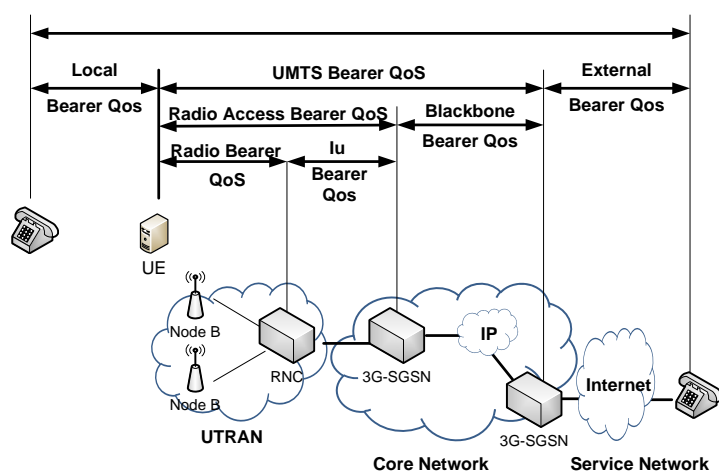 Local
Bearer Qos
UMTS Bearer QoS
External
Bearer Qos
Radio Access Bearer QoS
Blackbone
Bearer Qos
Radio Bearer
QoS
Iu
Bearer
Qos
UE
Node B
Node B
RNC
UTRAN
3G-SGSN
IP
3G-SGSN
Core Network
Internet
Service Network